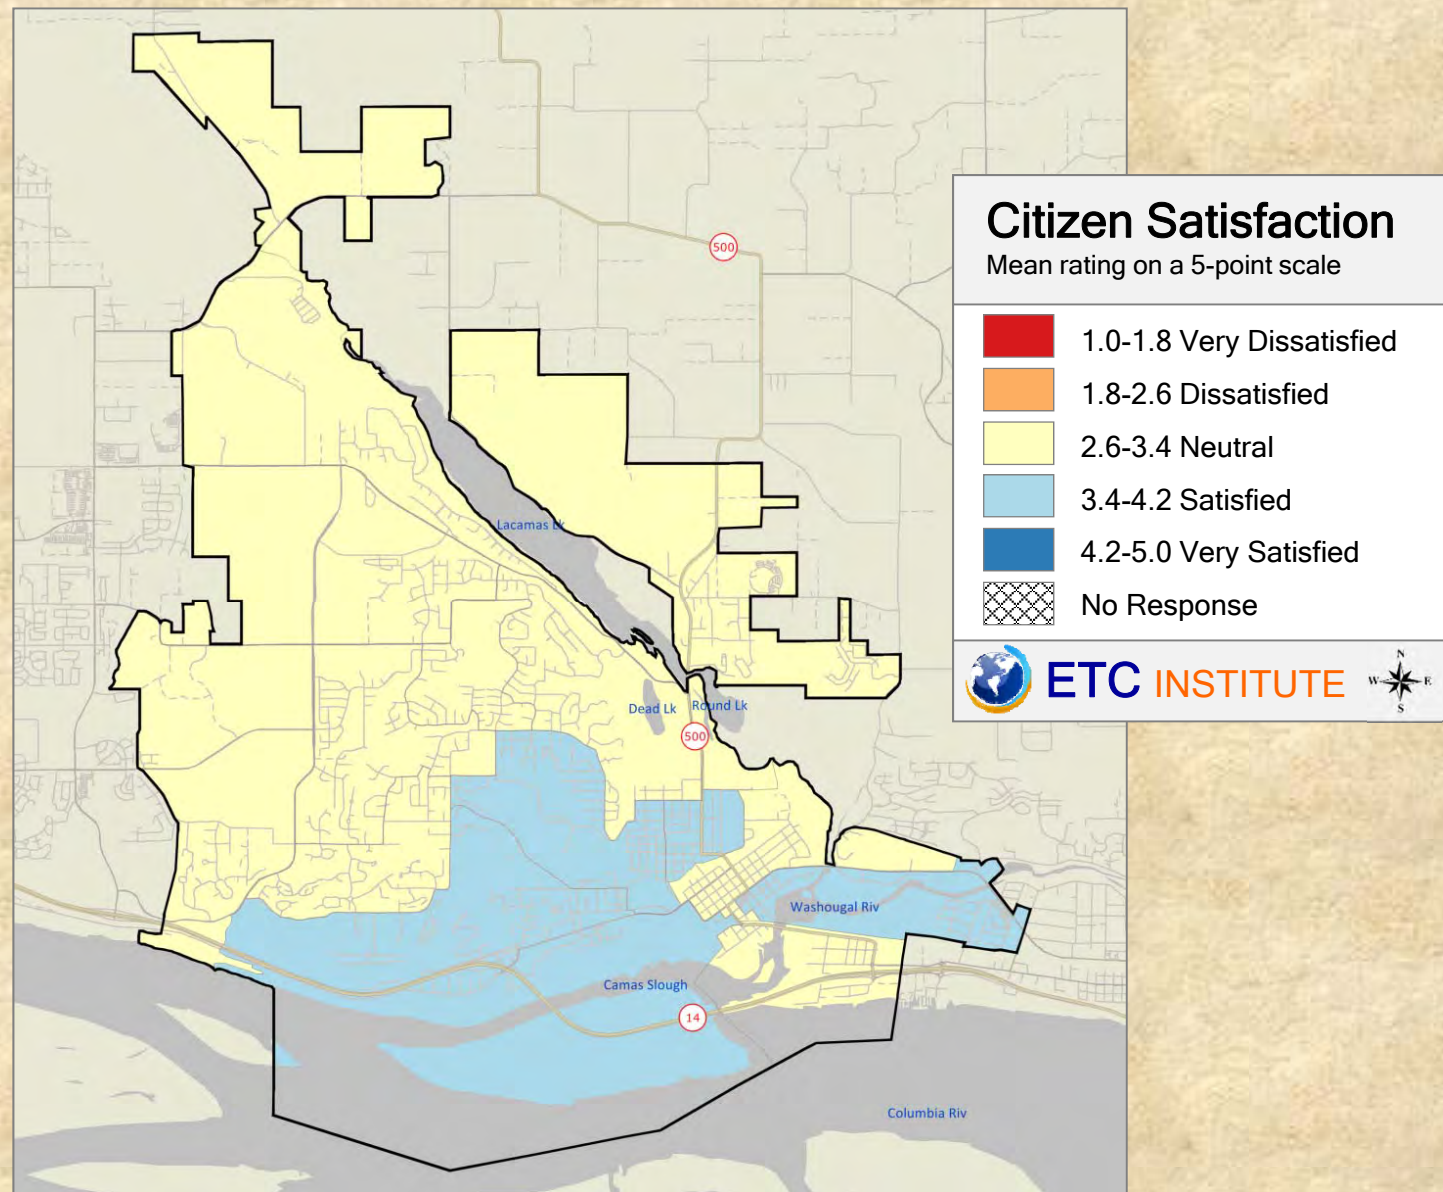 500
Citizen Satisfaction
Mean rating on a 5-point scale
1.0-1.8 Very Dissatisfied
1.8-2.6 Dissatisfied
2.6-3.4 Neutral
3.4-4.2 Satisfied
4.2-5.0 Very Satisfied
No Response
ETC INSTITUTE
N
W E
S
Lacamas Lk
Dead Lk
Round Lk
500
Washougal Riv
Camas Slough
14
Columbia Riv